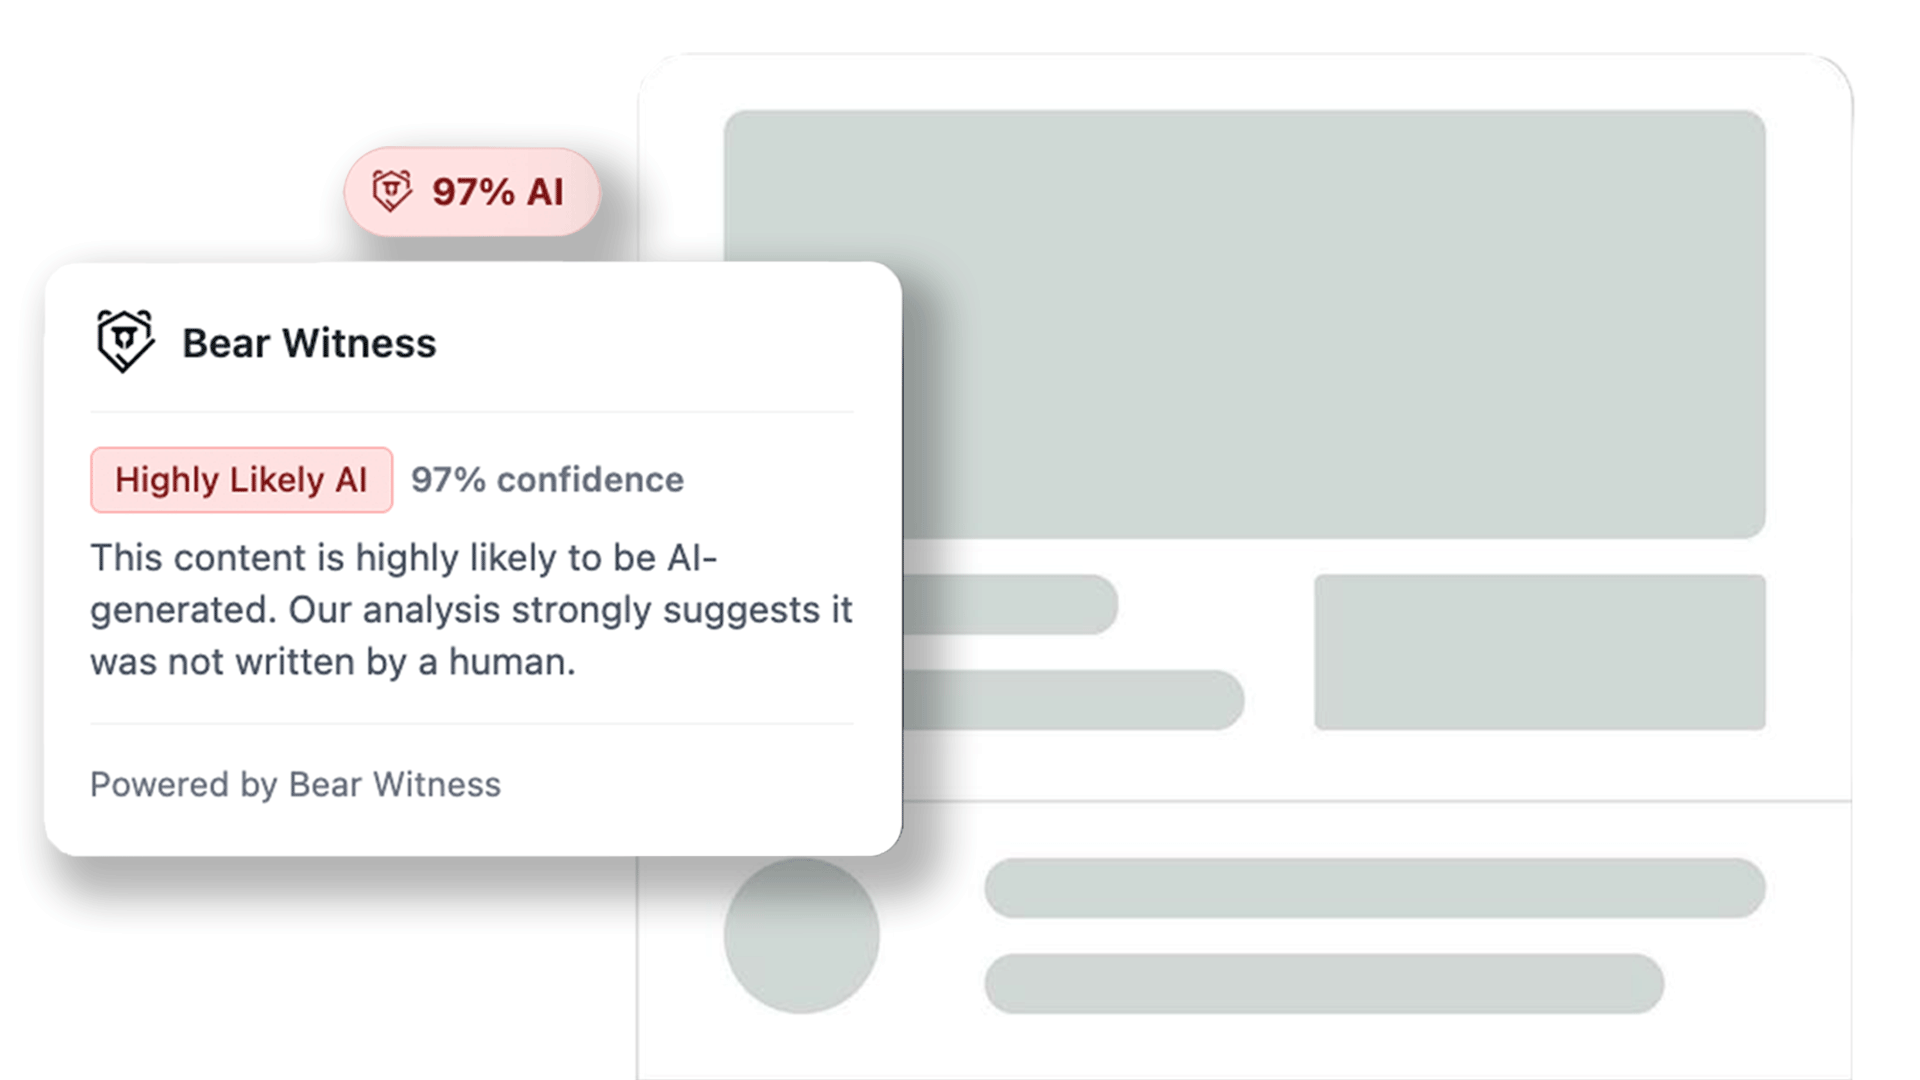 97% AI
Bear Witness
Highly Likely AI 97% confidence
This content is highly likely to be AI-
generated. Our analysis strongly suggests it
was not written by a human.
Powered by Bear Witness